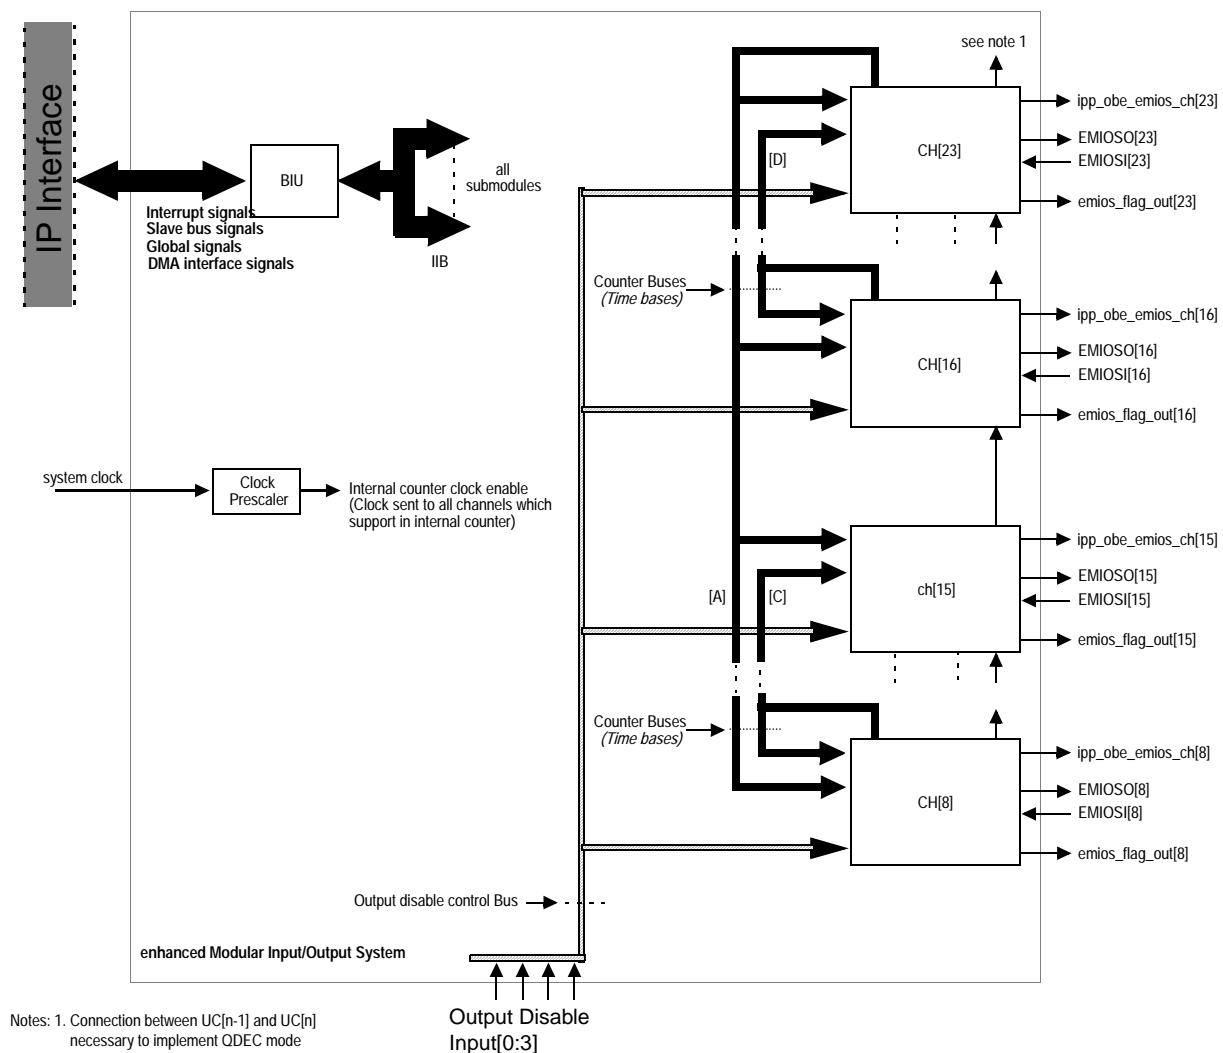 IP Interface
BIU
Interrupt signals
Slave bus signals
Global signals
DMA interface signals
all
submodules
IIB
see note 1
CH[23]
ipp_obe_emios_ch[23]
EMIOSO[23]
EMIOSI[23]
emios_flag_out[23]
[D]
Counter Buses
(Time bases)
CH[16]
ipp_obe_emios_ch[16]
EMIOSO[16]
EMIOSI[16]
emios_flag_out[16]
system clock
Clock
Prescaler
Internal counter clock enable
(Clock sent to all channels which
support in internal counter)
[A]
[C]
ch[15]
ipp_obe_emios_ch[15]
EMIOSO[15]
EMIOSI[15]
emios_flag_out[15]
Counter Buses
(Time bases)
CH[8]
ipp_obe_emios_ch[8]
EMIOSO[8]
EMIOSI[8]
emios_flag_out[8]
Output disable control Bus
enhanced Modular Input/Output System
Output Disable
Input[0:3]
Notes: 1. Connection between UC[n-1] and UC[n]
necessary to implement QDEC mode